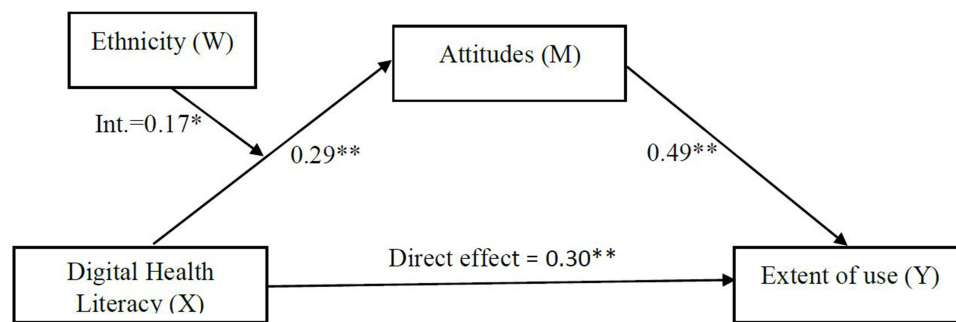 Ethnicity (W)
Attitudes (M)
Int.=0.17*
0.29**
0.49**
Direct effect = 0.30**
Digital Health
Literacy (X)
Extent of use (Y)